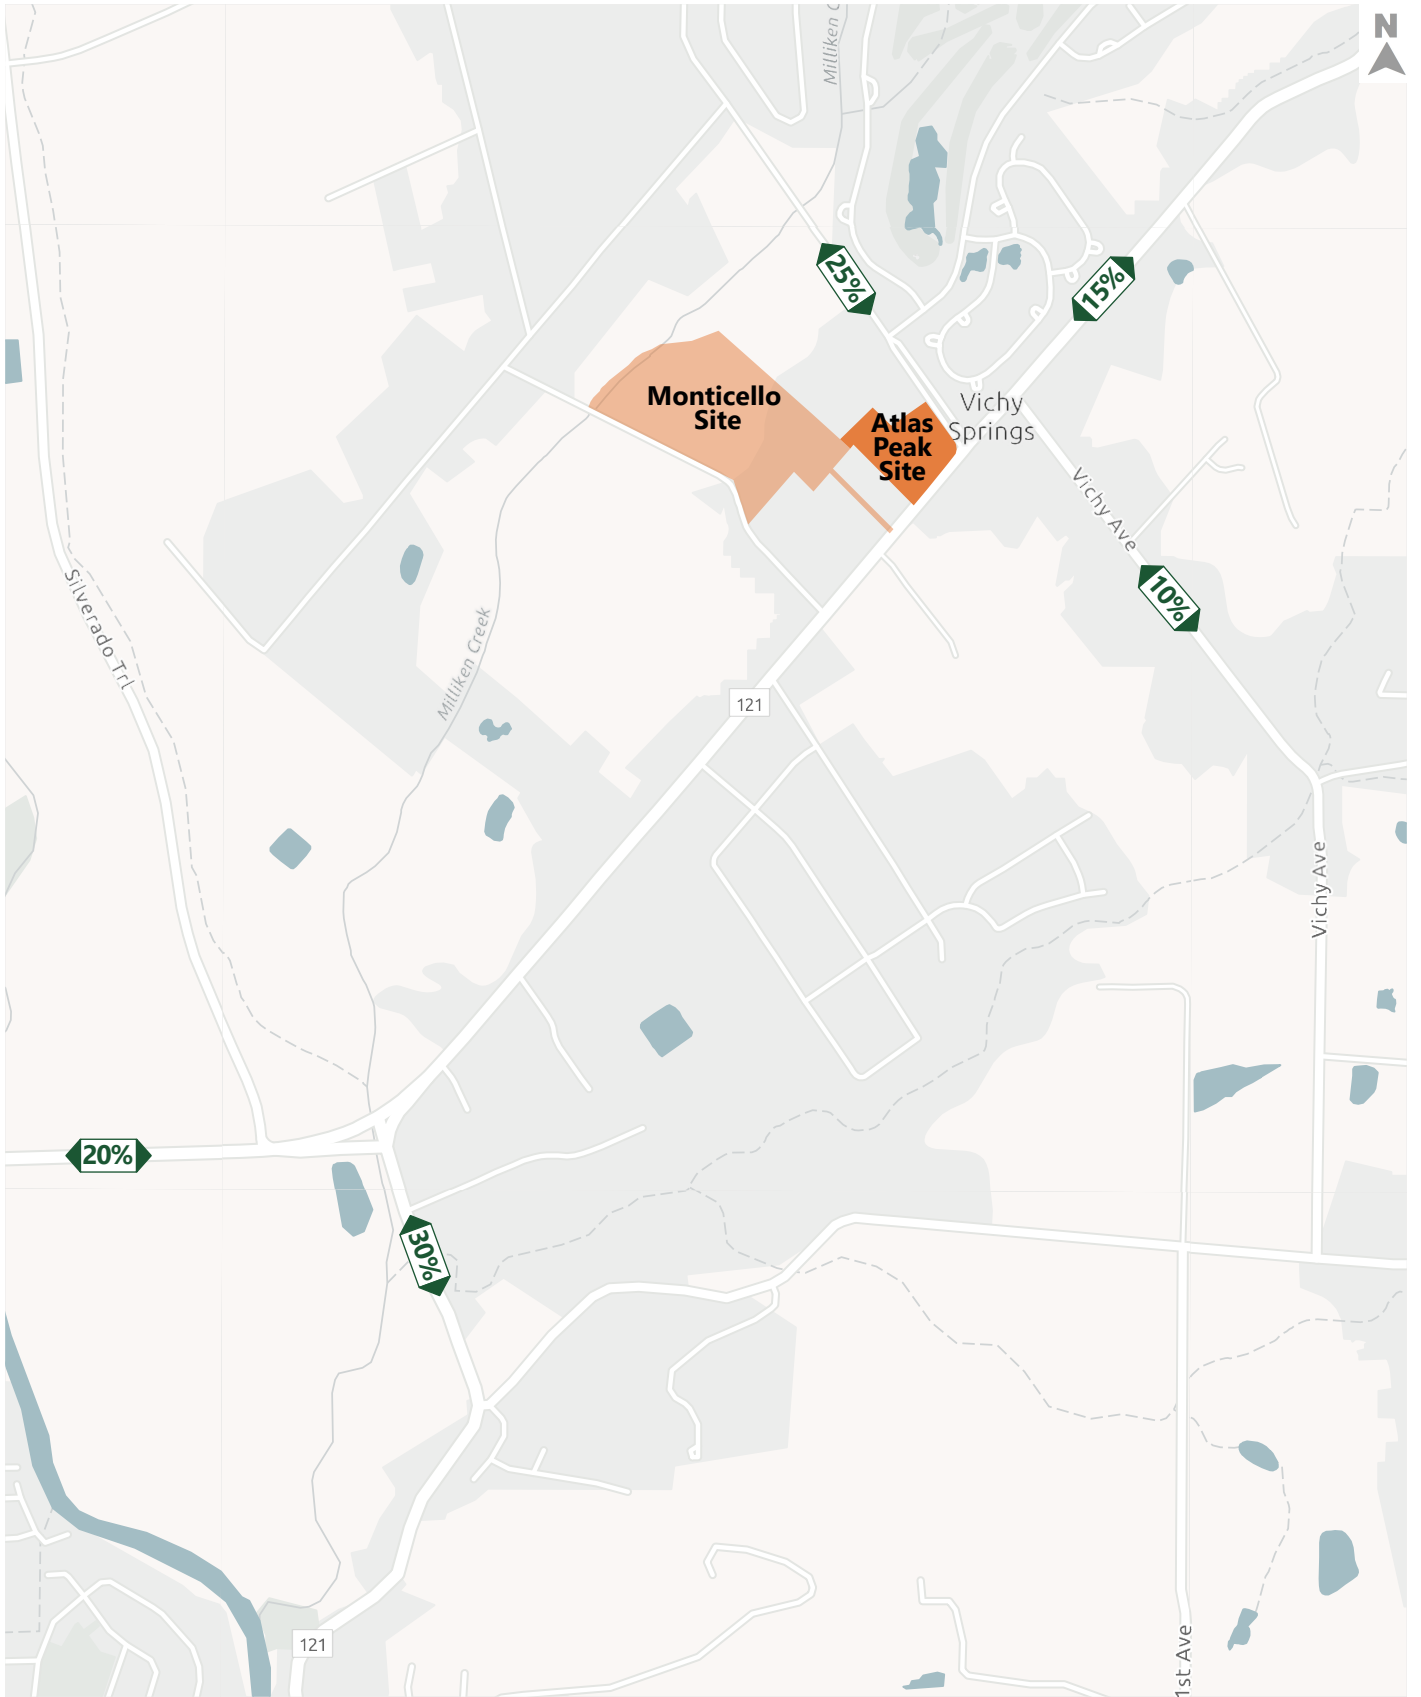 N
Milliken C
25%
15%
Monticello
Site
Atlas
Peak
Site
Vichy
Springs
Vichy Ave
10%
Silverado Trl
Milliken Creek
121
Vichy Ave
20%
30%
121
1st Ave